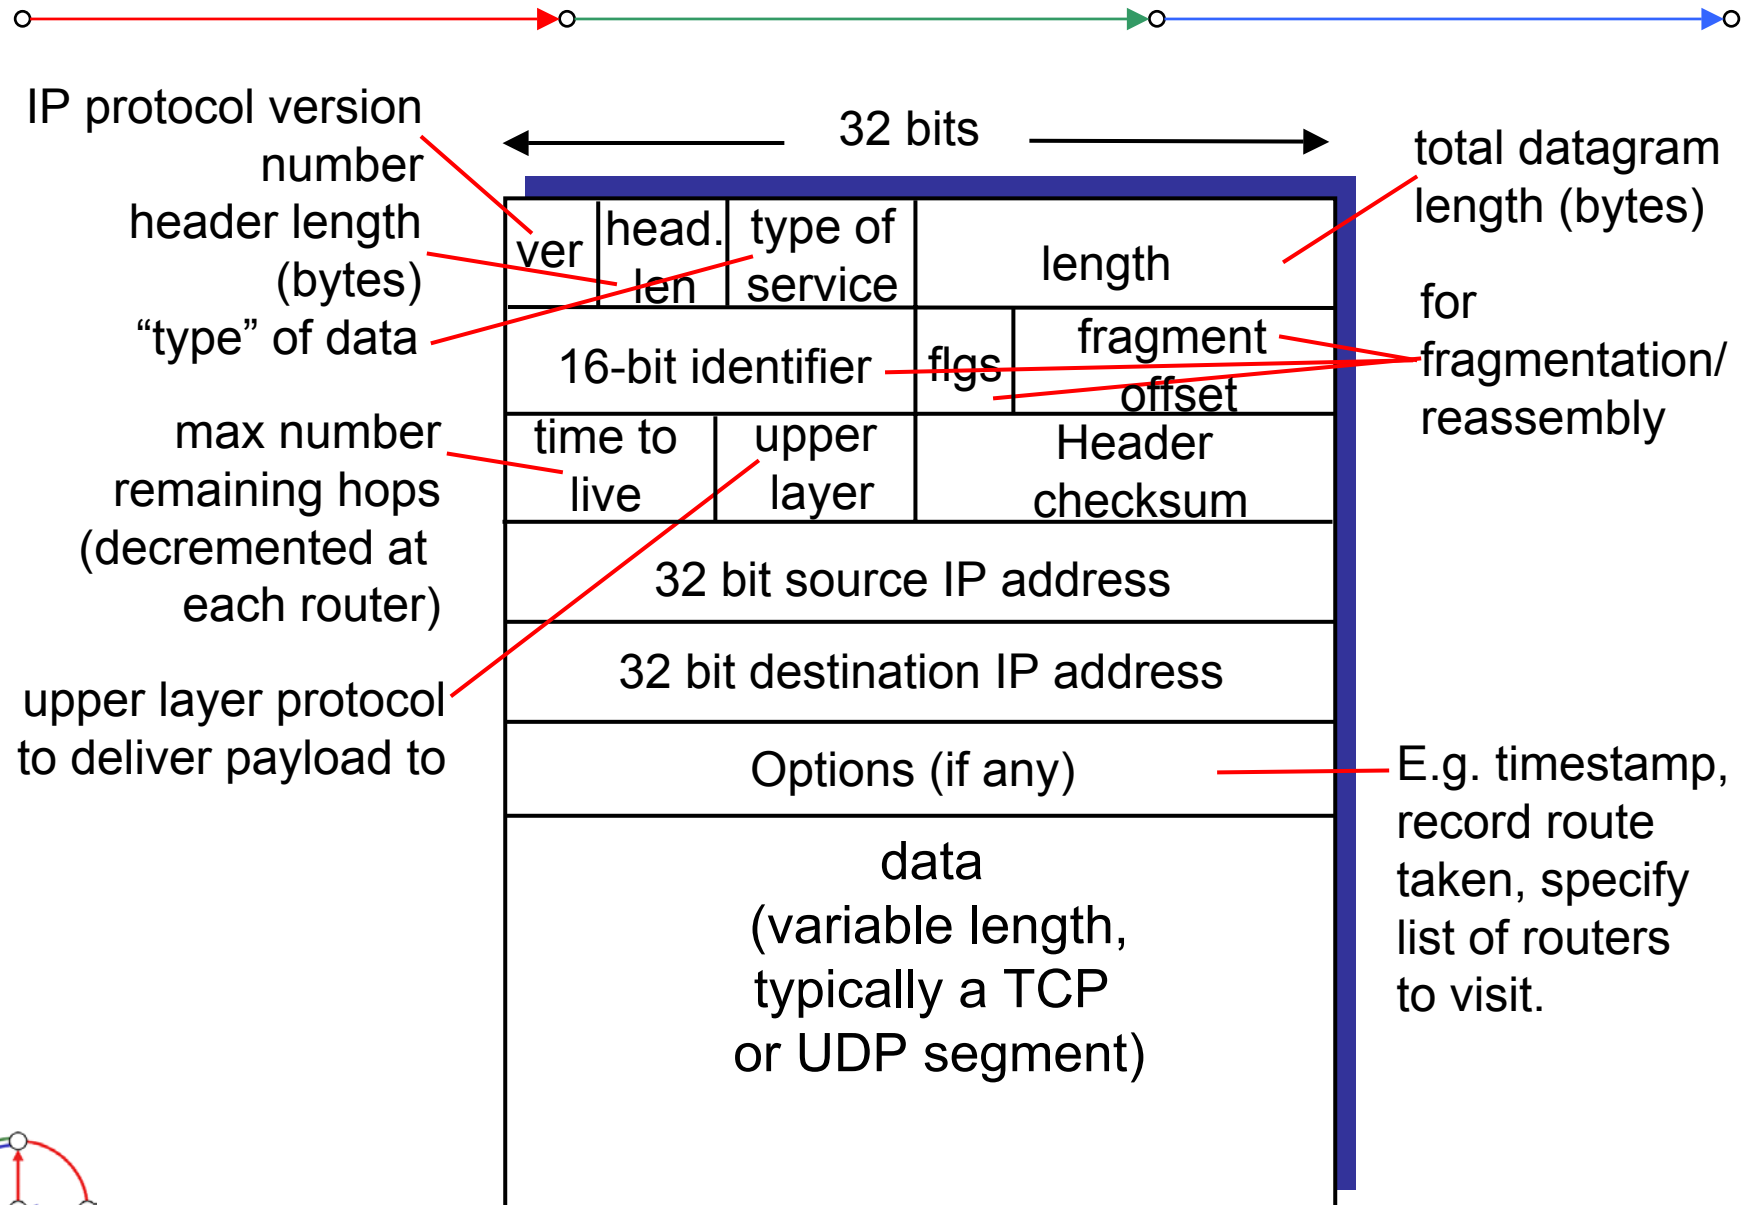 IP protocol version
number
header length
(bytes)
“type” of data
max number
remaining hops
(decremented at
each router)
upper layer protocol
to deliver payload to
32 bits
ver
head.
len
type of
service
length
16-bit identifier
flgs
fragment
offset
time to
live
upper
layer
Header
checksum
32 bit source IP address
32 bit destination IP address
Options (if any)
data
(variable length,
typically a TCP
or UDP segment)
total datagram
length (bytes)
for
fragmentation/
reassembly
E.g. timestamp,
record route
taken, specify
list of routers
to visit.